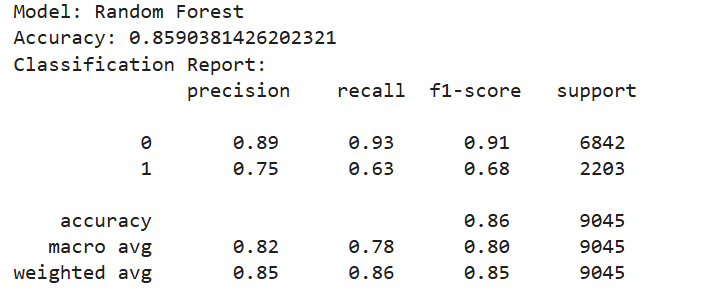 Model: Random Forest
Accuracy: 0.8590381426202321
Classification Report:
precision recall f1-score support
0 0.89 0.93 0.91 6842
1 0.75 0.63 0.68 2203
accuracy 0.86 9045
macro avg 0.82 0.78 0.80 9045
weighted avg 0.85 0.86 0.85 9045